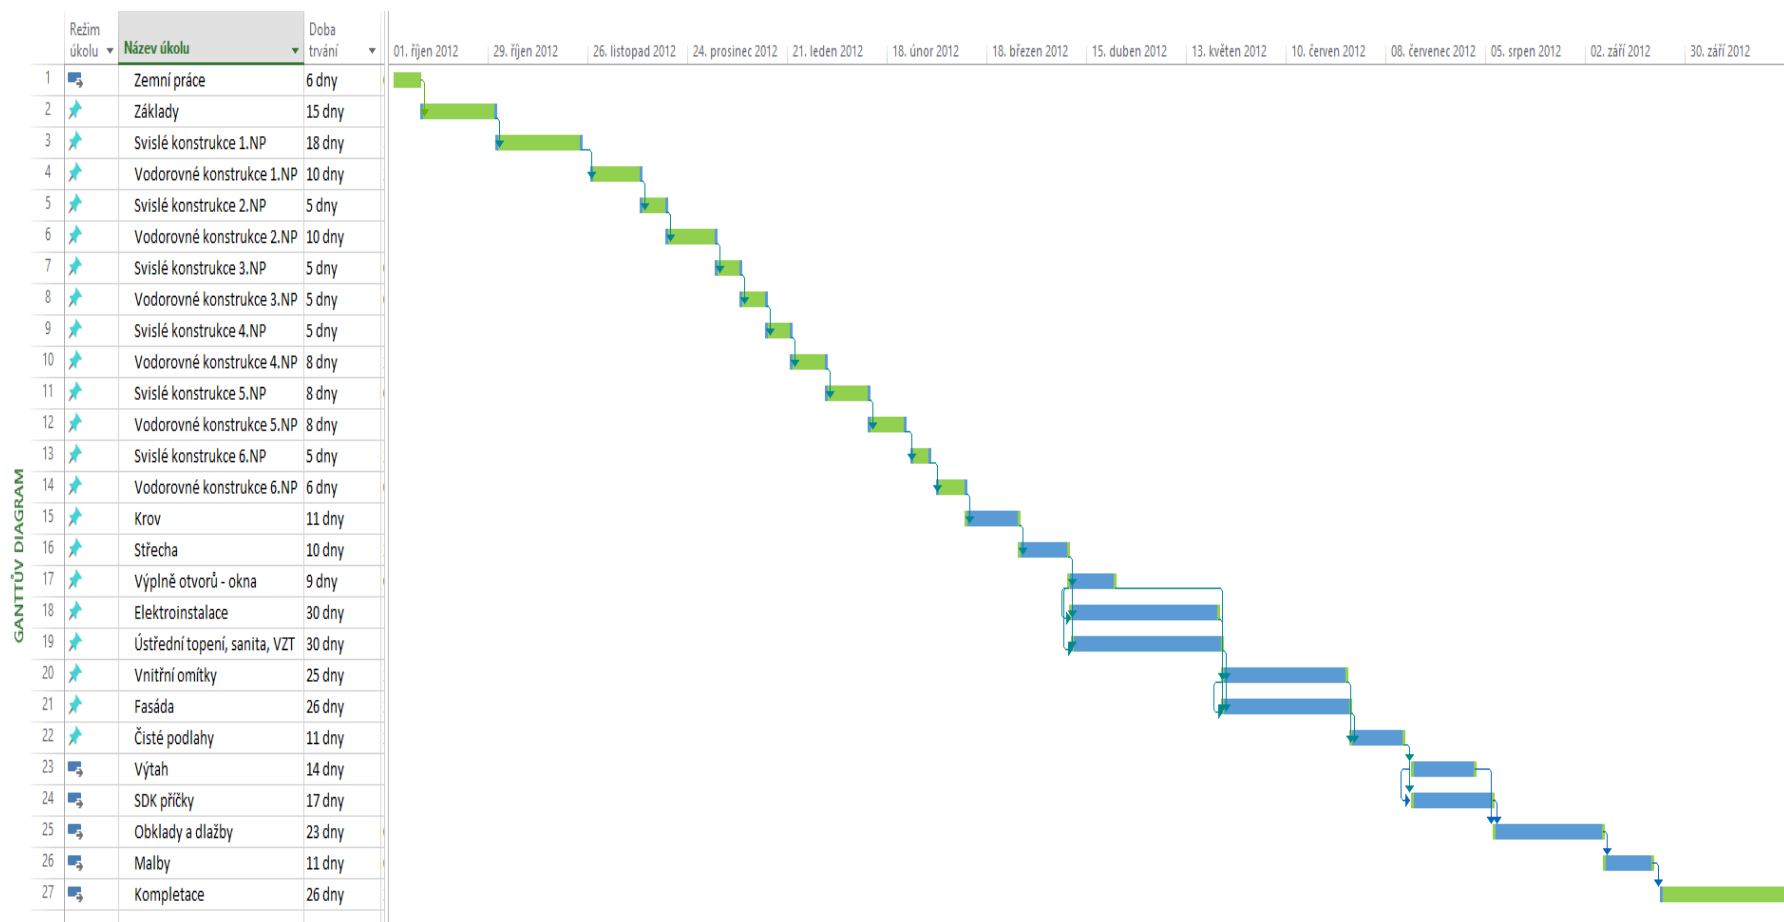 Režim úkolu
Název úkolu
Doba trvání
01. říjen 2012
29. říjen 2012
26. listopad 2012
24. prosinec 2012
21. leden 2012
18. únor 2012
18. březen 2012
15. duben 2012
13. květen 2012
10. červen 2012
08. červenec 2012
05. srpen 2012
02. září 2012
30. září 2012
1 Zemní práce 6 dny
2 Základy 15 dny
3 Svislé konstrukce 1.NP 18 dny
4 Vodorovné konstrukce 1.NP 10 dny
5 Svislé konstrukce 2.NP 5 dny
6 Vodorovné konstrukce 2.NP 10 dny
7 Svislé konstrukce 3.NP 5 dny
8 Vodorovné konstrukce 3.NP 5 dny
9 Svislé konstrukce 4.NP 5 dny
10 Vodorovné konstrukce 4.NP 8 dny
11 Svislé konstrukce 5.NP 8 dny
12 Vodorovné konstrukce 5.NP 8 dny
13 Svislé konstrukce 6.NP 5 dny
14 Vodorovné konstrukce 6.NP 6 dny
15 Krov 11 dny
16 Střecha 10 dny
17 Výplně otvorů - okna 9 dny
18 Elektroinstalace 30 dny
19 Ústřední topení, sanita, VZT 30 dny
20 Vnitřní omítky 25 dny
21 Fasáda 26 dny
22 Čisté podlahy 11 dny
23 Výtah 14 dny
24 SDK příčky 17 dny
25 Obklady a dlažby 23 dny
26 Malby 11 dny
27 Kompletace 26 dny
GANTTŮV DIAGRAM